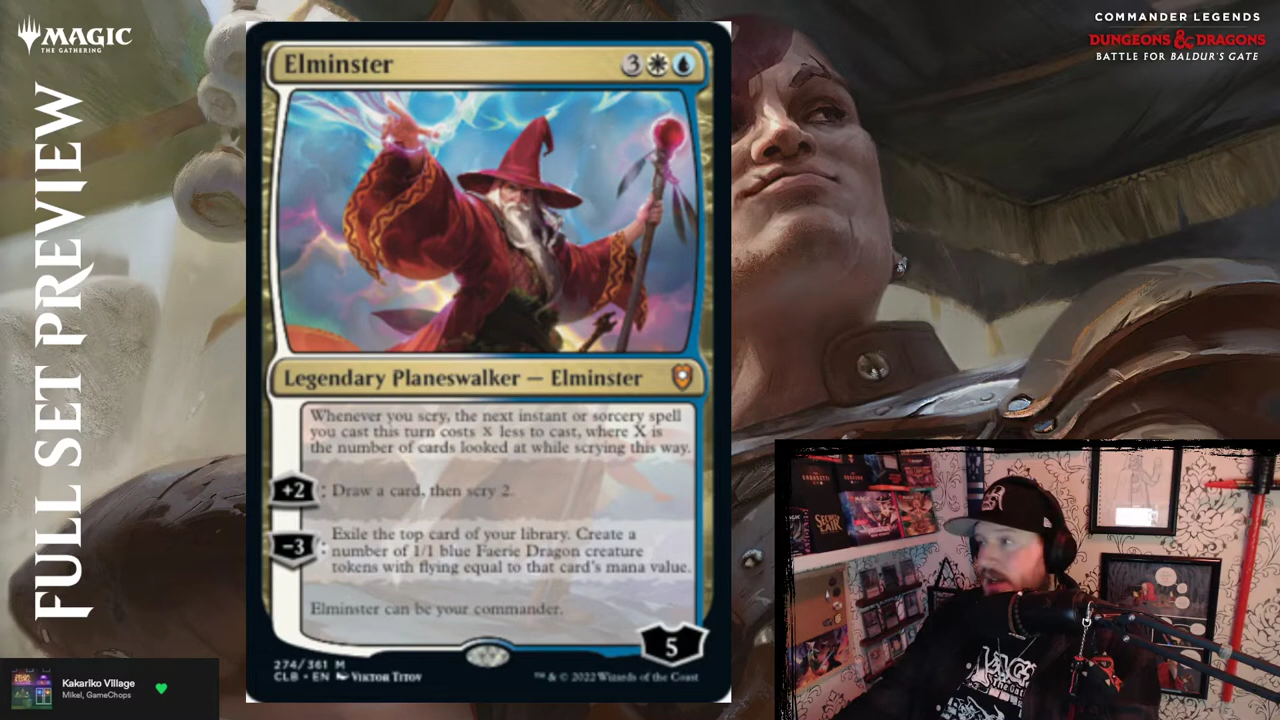 MAGIC
THE GATHERING
FULL SET PREVIEW
COMMANDER LEGENDS
DUNGEONS & DRAGONS
BATTLE FOR BALDUR'S GATE
Elminster
3
Legendary Planeswalker — Elminster
Whenever you scry, the next instant or sorcery spell
you cast this turn costs X less to cast, where X is
the number of cards looked at while scrying this way.
+2: Draw a card, then scry 2.
-3: Exile the top card of your library. Create a
number of 1/1 blue Faerie Dragon creature
tokens with flying equal to that card's mana value.
Elminster can be your commander.
5
274/361 M
CLB • EN Viktor Titov
™ & © 2022 Wizards of the Coast
Kakariko Village
Mikel, GameChops
SECRET
LAIR